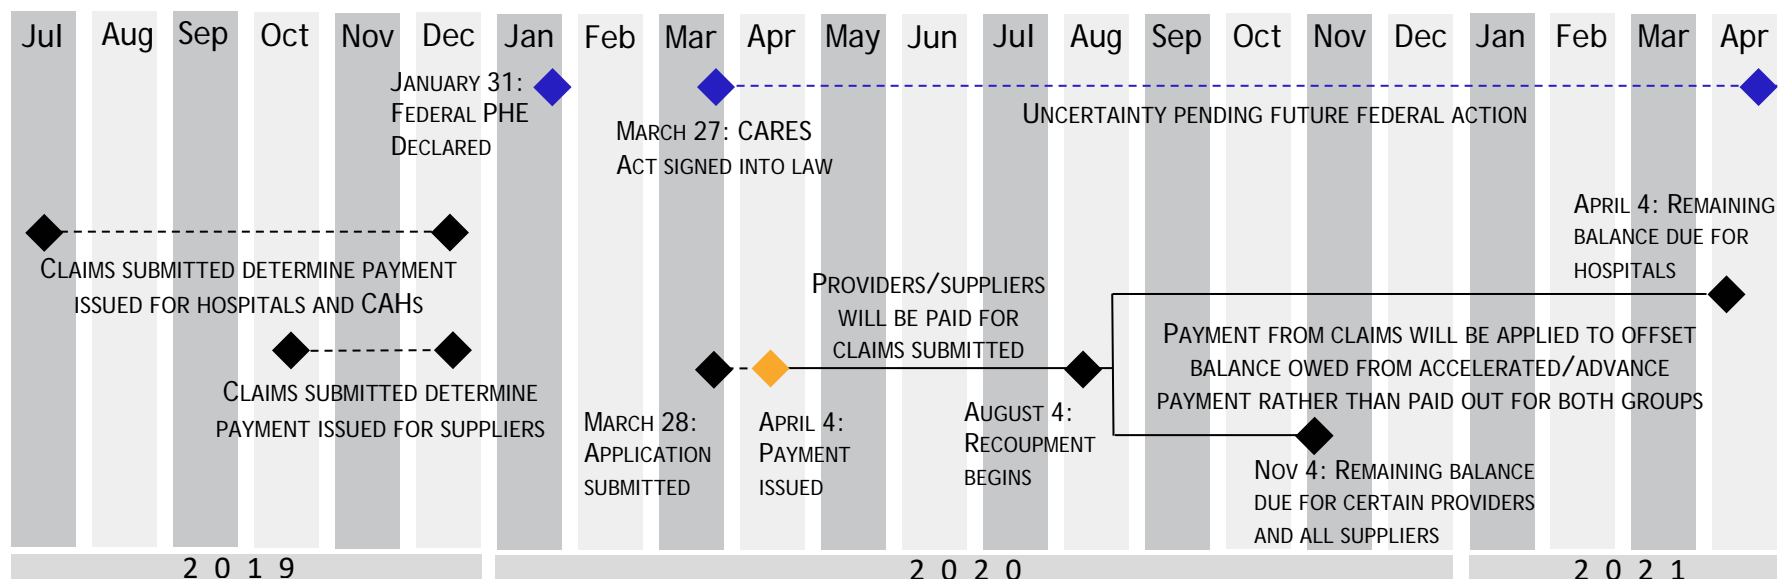 Jul Aug Sep Oct Nov Dec Jan Feb Mar Apr May Jun Jul Aug Sep Oct Nov Dec Jan Feb Mar Apr
January 31:
Federal PHE
Declared
March 27: CARES
Act signed into law
Uncertainty pending future federal action
Claims submitted determine payment
issued for hospitals and CAHs
Claims submitted determine
payment issued for suppliers
March 28:
Application
submitted
April 4:
Payment
issued
Providers/suppliers
will be paid for
claims submitted
August 4:
Recoupment
begins
April 4: Remaining
balance due for
hospitals
Payment from claims will be applied to offset
balance owed from accelerated/advance
payment rather than paid out for both groups
Nov 4: Remaining balance
due for certain providers
and all suppliers
2019 2020 2021